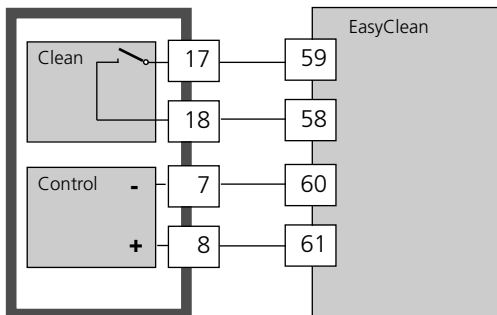 EasyClean
Clean 17 59
18 58
Control - 7 60
+ 8 61